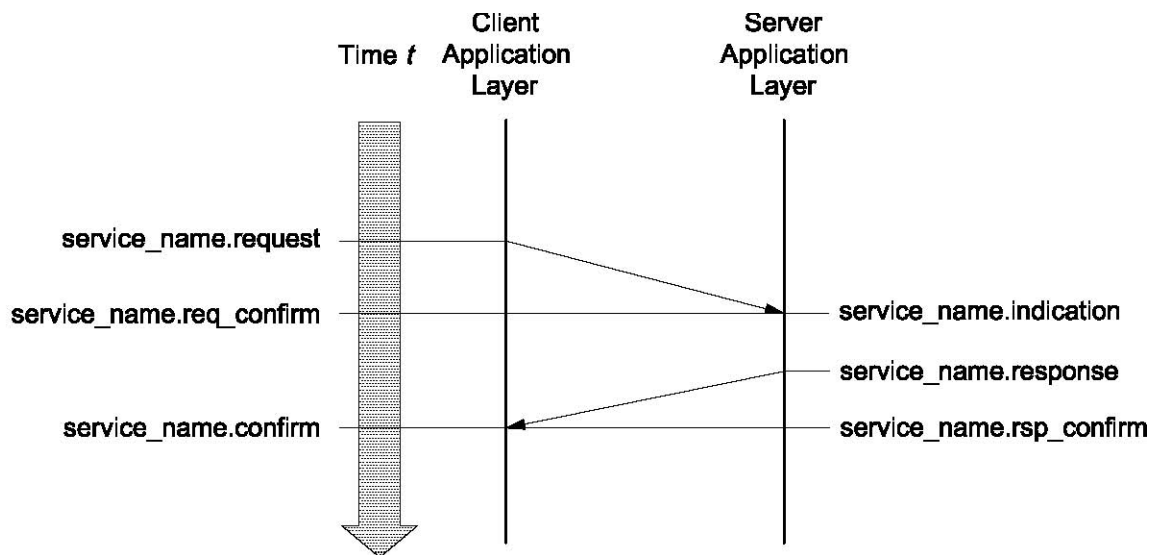 Time t
Client
Application
Layer
Server
Application
Layer
service_name.request
service_name.req_confirm
service_name.indication
service_name.response
service_name.confirm
service_name.rsp_confirm